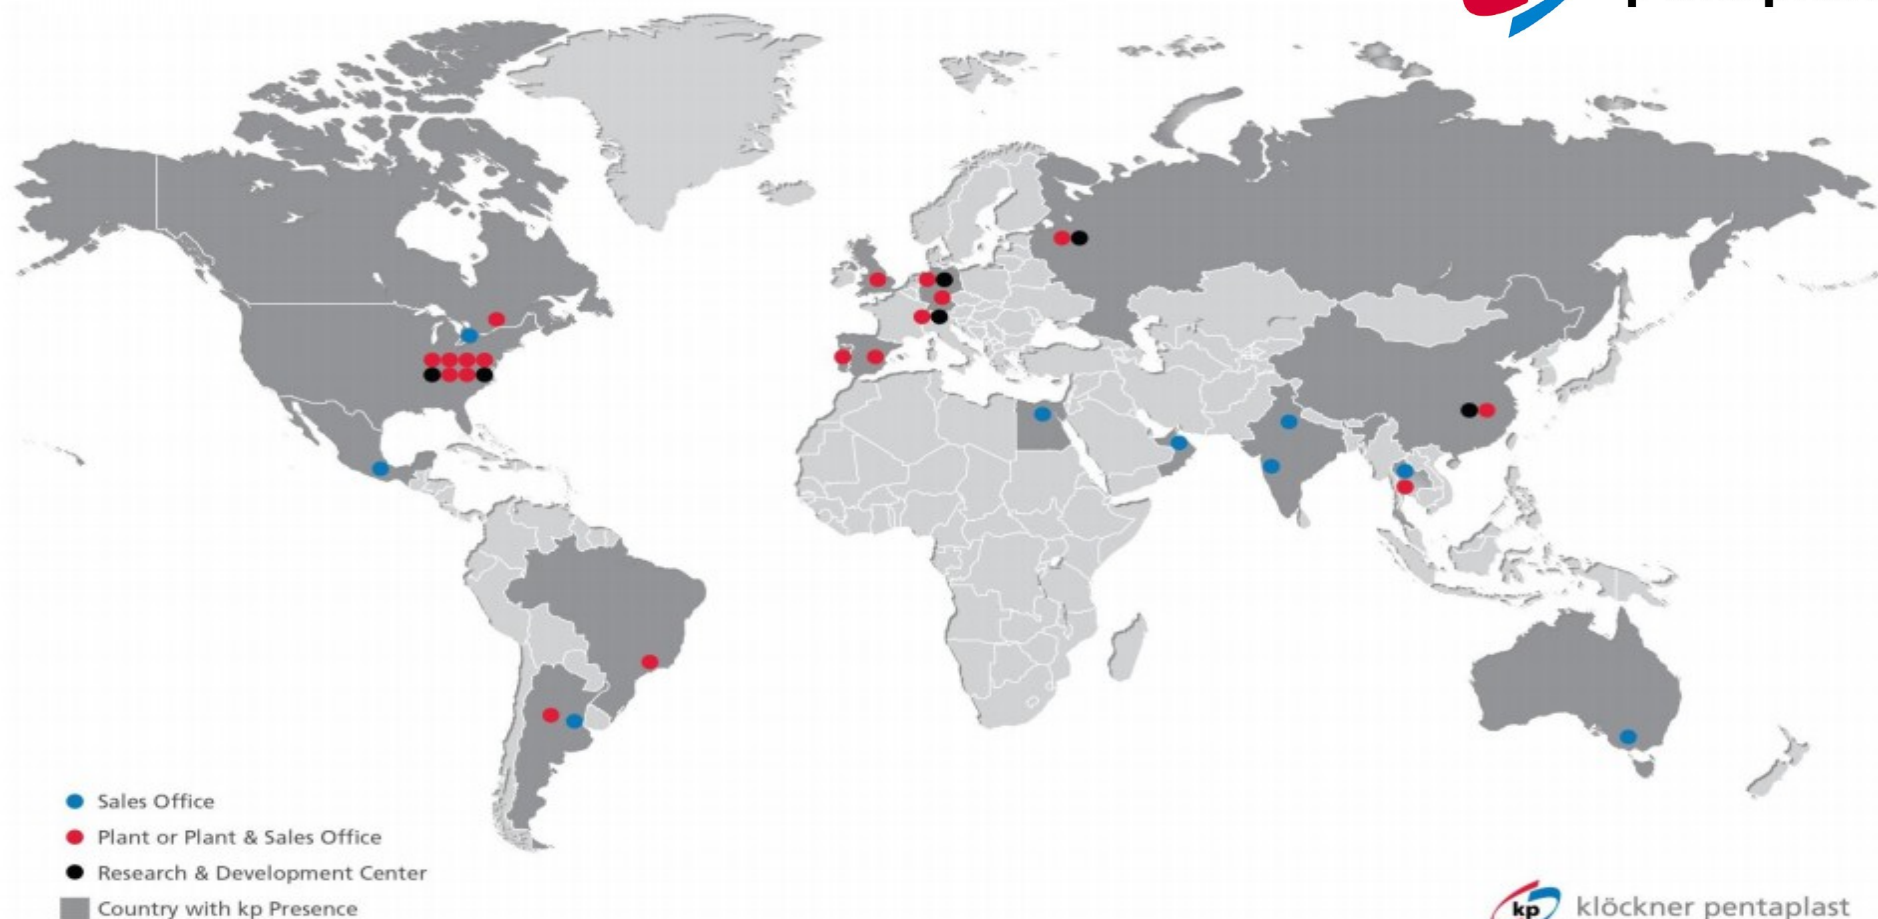 Sales Office
Plant or Plant & Sales Office
Research & Development Center
Country with kp Presence
kp klöckner pentaplast